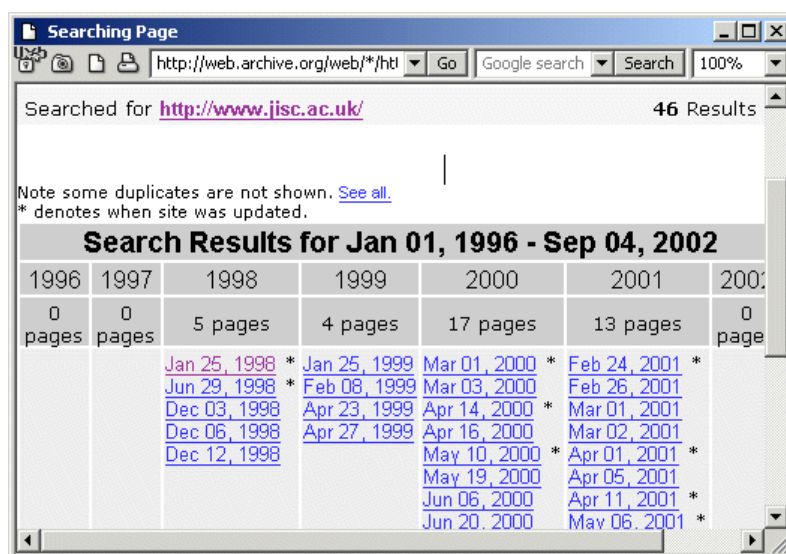 Searching Page
http://web.archive.org/web/*/htt Go Google search Search 100%
Searched for http://www.jisc.ac.uk/ 46 Results
Note some duplicates are not shown. See all.
* denotes when site was updated.
Search Results for Jan 01, 1996 - Sep 04, 2002
1996 1997 1998 1999 2000 2001 2002
0 pages 0 pages 5 pages 4 pages 17 pages 13 pages 0 page
Jan 25, 1998 * Jan 25, 1999 Mar 01, 2000 * Feb 24, 2001 *
Jun 29, 1998 * Feb 08, 1999 Mar 03, 2000 Feb 26, 2001
Dec 03, 1998 Apr 23, 1999 Apr 14, 2000 * Mar 01, 2001
Dec 06, 1998 Apr 27, 1999 Apr 16, 2000 Mar 02, 2001
Dec 12, 1998 May 10, 2000 * Apr 01, 2001 *
May 19, 2000 Apr 05, 2001
Jun 06, 2000 Apr 11, 2001 *
Jun 20, 2000 May 06, 2001 *